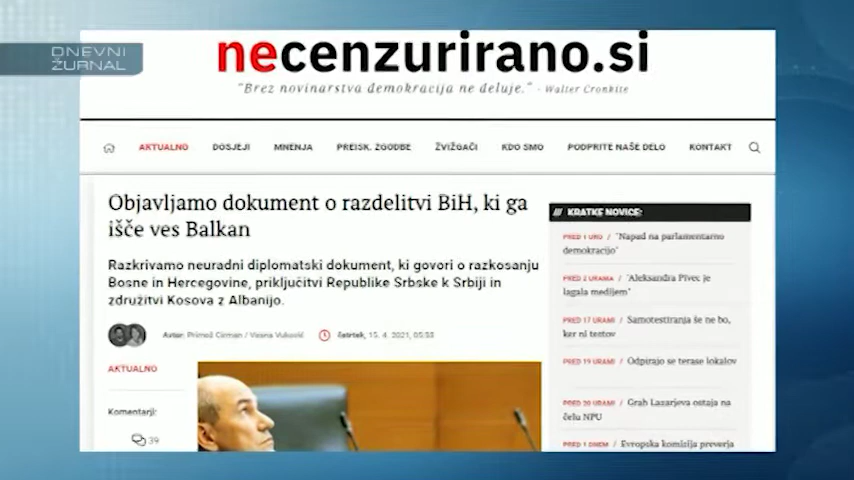 DNEVNI
ŽURNAL
necenzurirano.si
"Brez novinarstva demokracija ne deluje." - Walter Cronkite
AKTUALNO DOSJEJI MNENJA PREISK. ZGODBE ŽVIŽGAČI KDO SMO PODPRITE NAŠE DELO KONTAKT
Objavljamo dokument o razdelitvi BiH, ki ga
išče ves Balkan
Razkrivamo neuradni diplomatski dokument, ki govori o razkosanju
Bosne in Hercegovine, priključitvi Republike Srbske k Srbiji in
združitvi Kosova z Albanijo.
Avtor: Primož Cirman / Vesna Vuković četrtek, 15. 4. 2021, 05:53
AKTUALNO
Komentarji:
39
/// KRATKE NOVICE:
PRED 1 URO / "Napad na parlamentarno
demokracijo"
PRED 2 URAMA / "Aleksandra Pivec je
lagala medijem"
PRED 17 URAMI / Samotestiranja še ne bo,
ker ni testov
PRED 19 URAMI / Odpirajo se terase lokalov
PRED 20 URAMI / Grah Lazarjeva ostaja na
čelu NPU
PRED 1 DNEM / Evropska komisija preverja